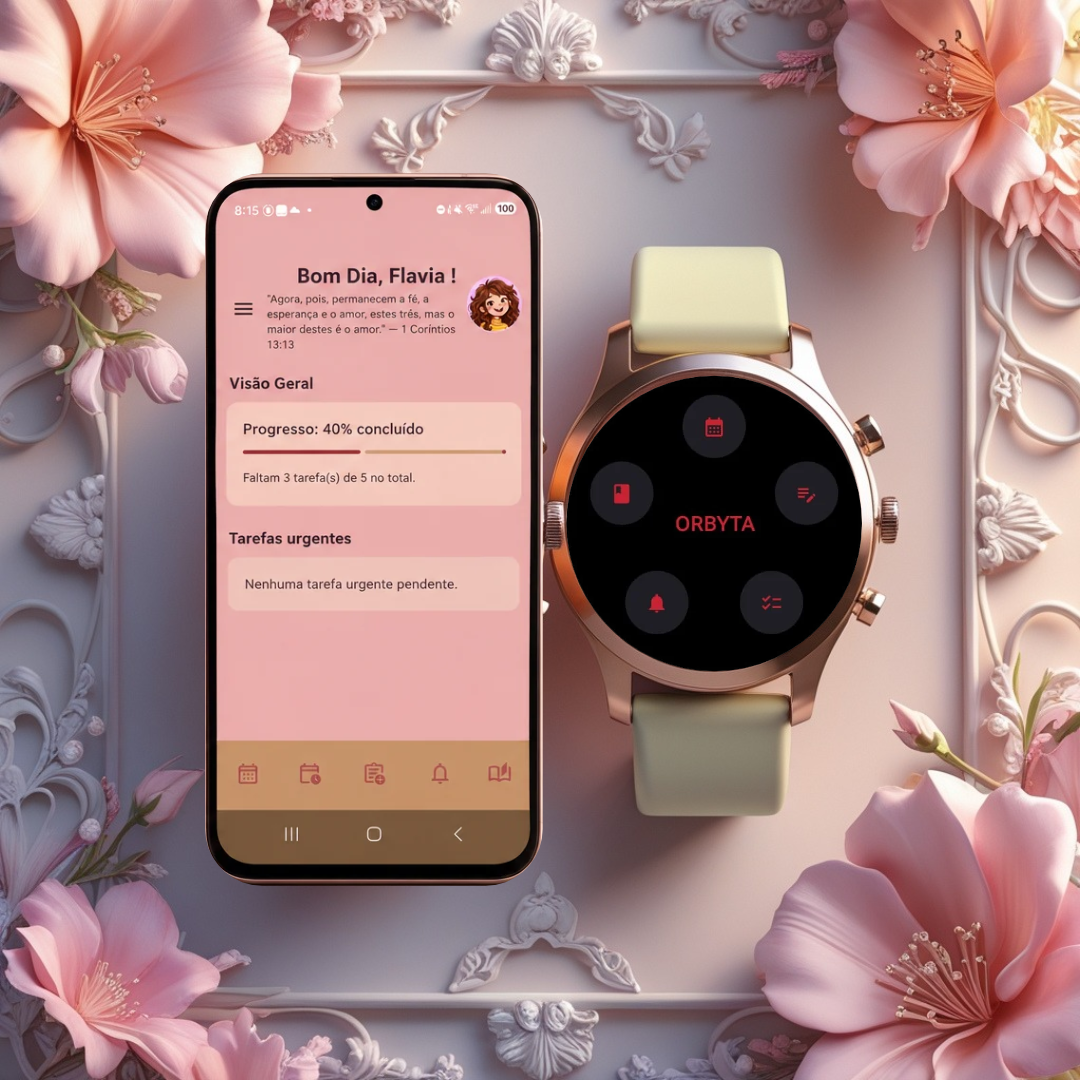 8:15
100
Bom Dia, Flavia !
"Agora, pois, permanecem a fé, a
esperança e o amor, estes três, mas o
maior destes é o amor." — 1 Coríntios
13:13
Visão Geral
Progresso: 40% concluído
Faltam 3 tarefa(s) de 5 no total.
Tarefas urgentes
Nenhuma tarefa urgente pendente.
ORBYTA